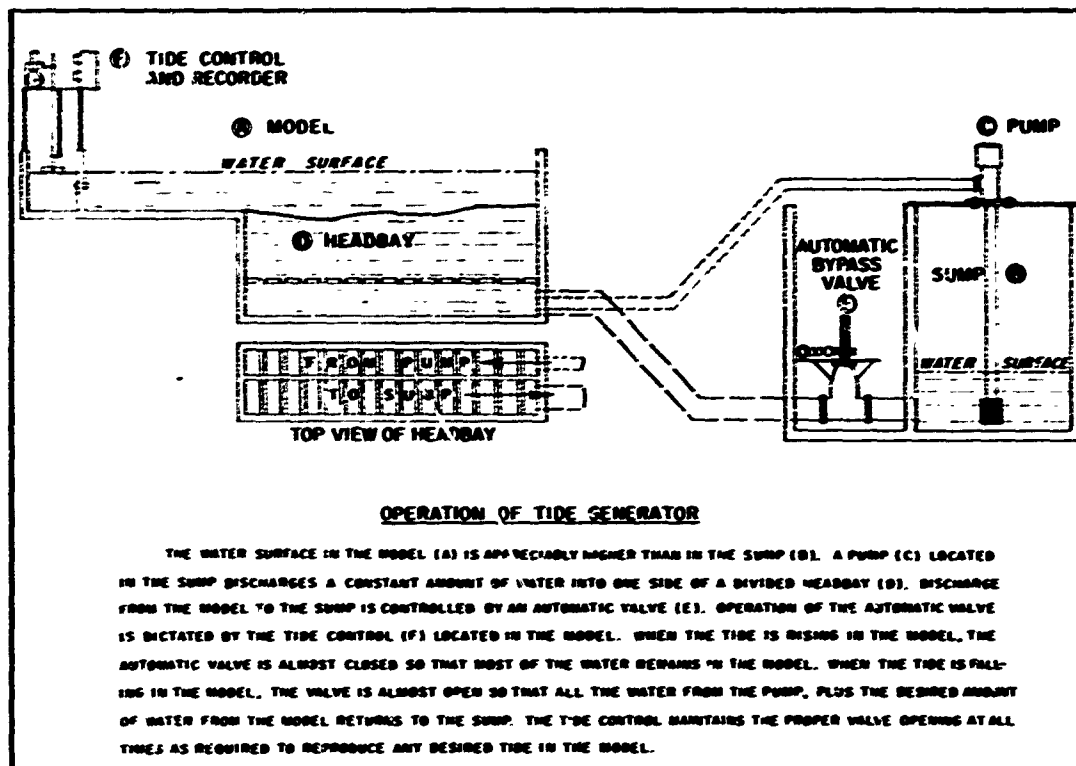 F TIDE CONTROL
AND RECORDER
A MODEL
WATER SURFACE
C PUMP
D HEADBAY
AUTOMATIC
BYPASS
VALVE
SUMP
WATER SURFACE
FROM PUMP
TO SUMP
TOP VIEW OF HEADBAY
OPERATION OF TIDE GENERATOR
THE WATER SURFACE IN THE MODEL (A) IS APPRECIABLY HIGHER THAN IN THE SUMP (B). A PUMP (C) LOCATED
IN THE SUMP DISCHARGES A CONSTANT AMOUNT OF WATER INTO ONE SIDE OF A DIVIDED HEADBAY (D). DISCHARGE
FROM THE MODEL TO THE SUMP IS CONTROLLED BY AN AUTOMATIC VALVE (E). OPERATION OF THE AUTOMATIC VALVE
IS DICTATED BY THE TIDE CONTROL (F) LOCATED IN THE MODEL. WHEN THE TIDE IS RISING IN THE MODEL, THE
AUTOMATIC VALVE IS ALMOST CLOSED SO THAT MOST OF THE WATER REMAINS IN THE MODEL. WHEN THE TIDE IS FALL-
ING IN THE MODEL, THE VALVE IS ALMOST OPEN SO THAT ALL THE WATER FROM THE PUMP, PLUS THE DESIRED AMOUNT
OF WATER FROM THE MODEL RETURNS TO THE SUMP. THE TIDE CONTROL MAINTAINS THE PROPER VALVE OPENING AT ALL
TIMES AS REQUIRED TO REPRODUCE ANY DESIRED TIDE IN THE MODEL.